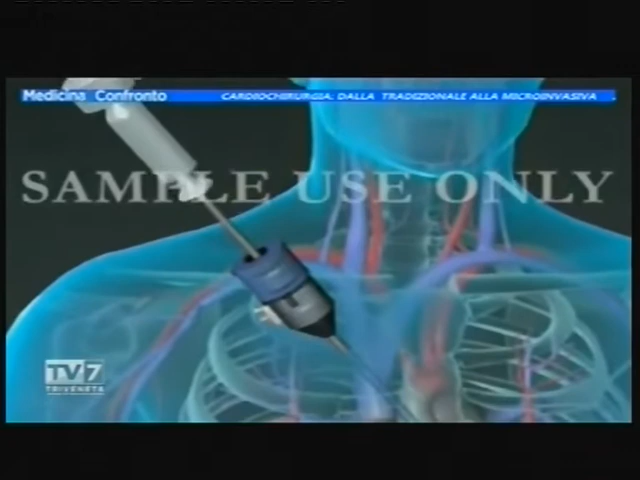 Medicina Confronto
CARDIOCHIRURGIA: DALLA TRADIZIONALE ALLA MICROINVASIVA
SAMPLE USE ONLY
TV7
TRIVENETA